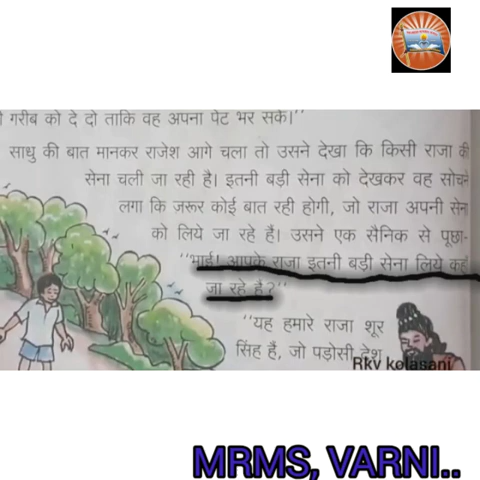 गरीब को दे दो ताकि वह अपना पेट भर सके।"
साधु की बात मानकर राजेश आगे चला तो उसने देखा कि किसी राजा की
सेना चली जा रही है। इतनी बड़ी सेना को देखकर वह सोचने
लगा कि ज़रूर कोई बात रही होगी, जो राजा अपनी सेना
को लिये जा रहे हैं। उसने एक सैनिक से पूछा-
"भाई! आपके राजा इतनी बड़ी सेना लिये कहाँ
जा रहे हैं?"
"यह हमारे राजा शूर
सिंह हैं, जो पड़ोसी देश
Rkv kolasani
MRMS, VARNI..